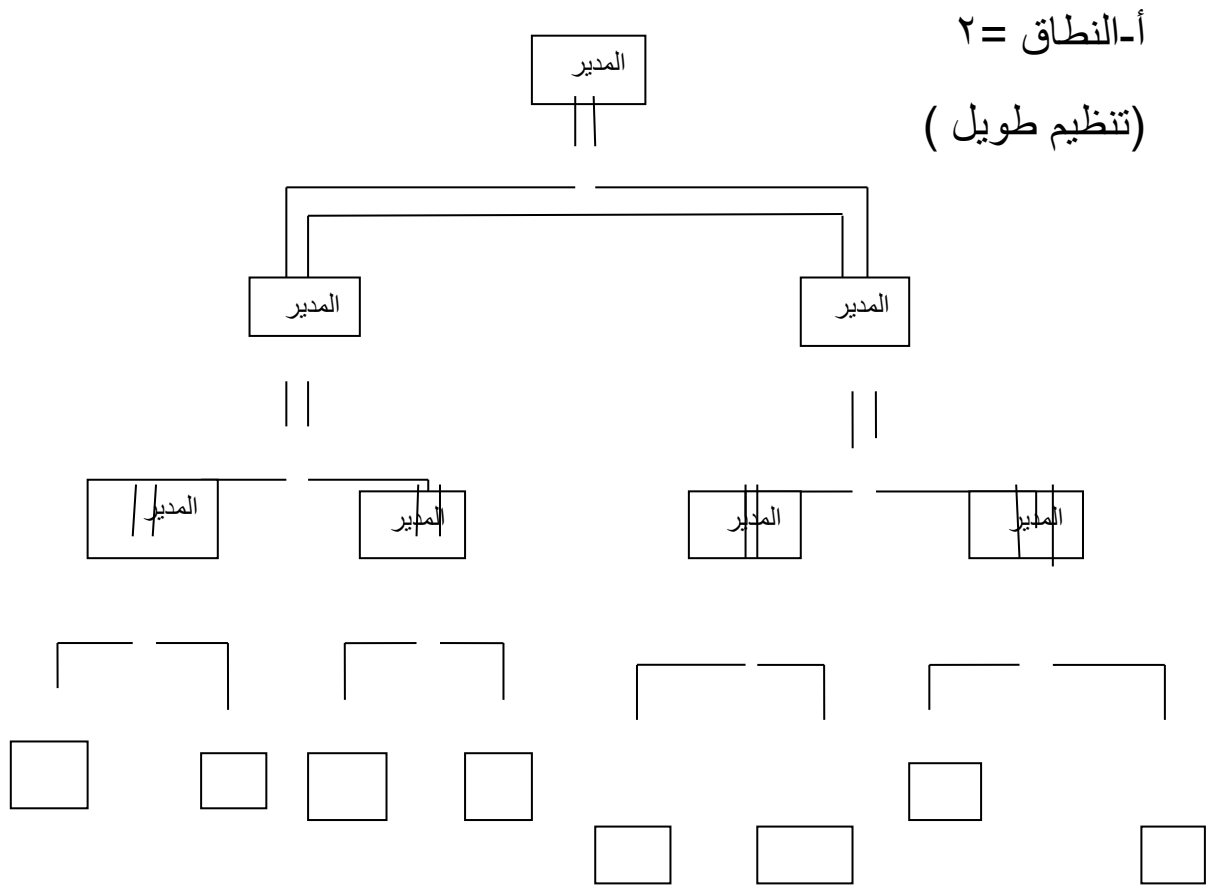 أ-النطاق =٢
(تنظيم طويل )
المدير
المدير
المدير
المدير
المدير
المدير
المدير